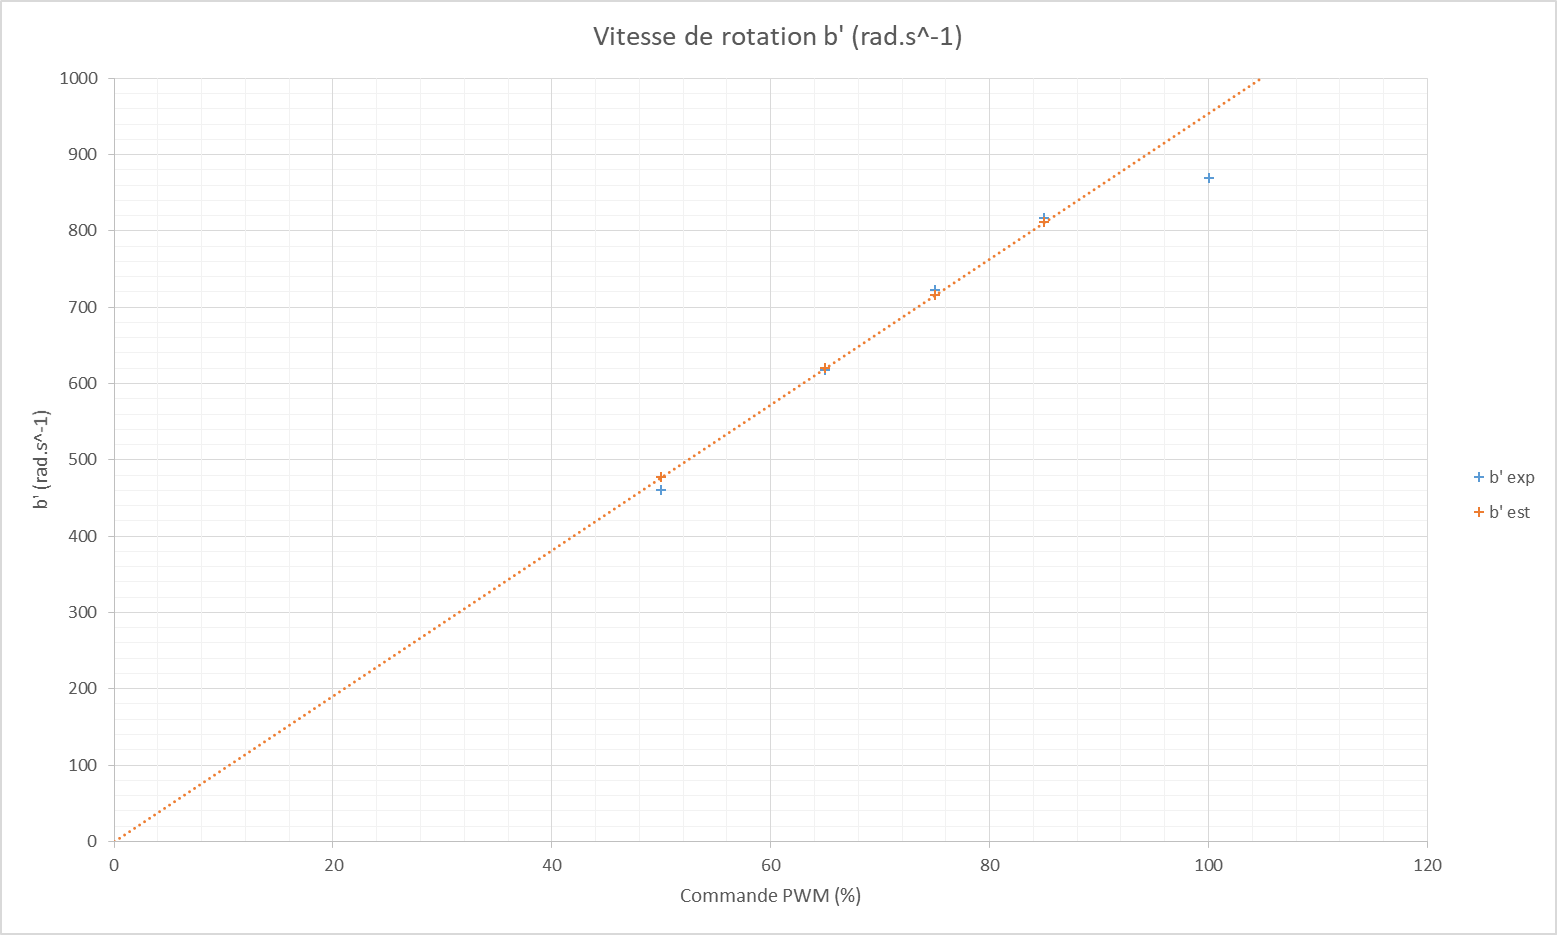 Vitesse de rotation b' (rad.s^-1)
1000
900
800
700
600
500
400
300
200
100
0
b' (rad.s^-1)
0 20 40 60 80 100 120
Commande PWM (%)
b' exp
b' est